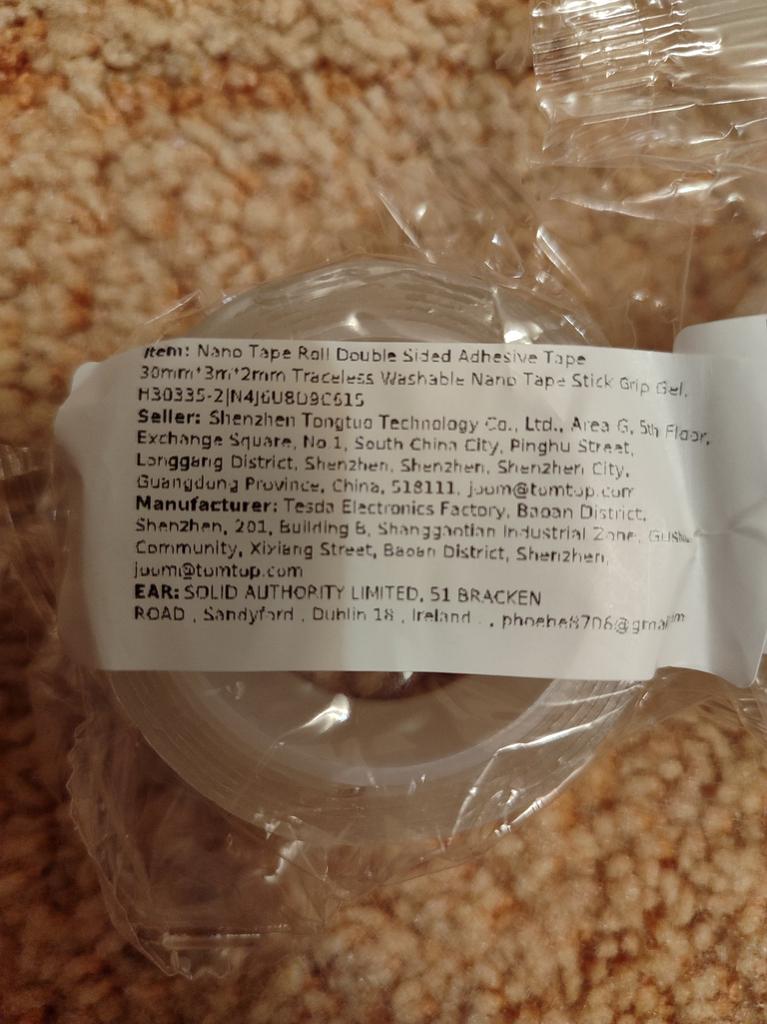 Item: Nano Tape Roll Double Sided Adhesive Tape
30mm*3m*2mm Traceless Washable Nano Tape Stick Grip Gel,
Seller: Shenzhen Tongtuo Technology Co., Ltd., Area G, 5th Floor,
Exchange Square, No.1, South China City, Pinghu Street,
Longgang District, Shenzhen, Shenzhen, Shenzhen City,
Guangdong Province, China, 518111, joom@tomtop.com
Manufacturer: Tesda Electronics Factory, Baoan District,
Shenzhen, 201, Building B, Shanggaotian Industrial Zone,
Community, Xixiang Street, Baoan District, Shenzhen,
joom@tomtop.com
EAR: SOLID AUTHORITY LIMITED, 51 BRACKEN
ROAD , Sandyford , Dublin 18 , Ireland , , phoebe8706@gmail